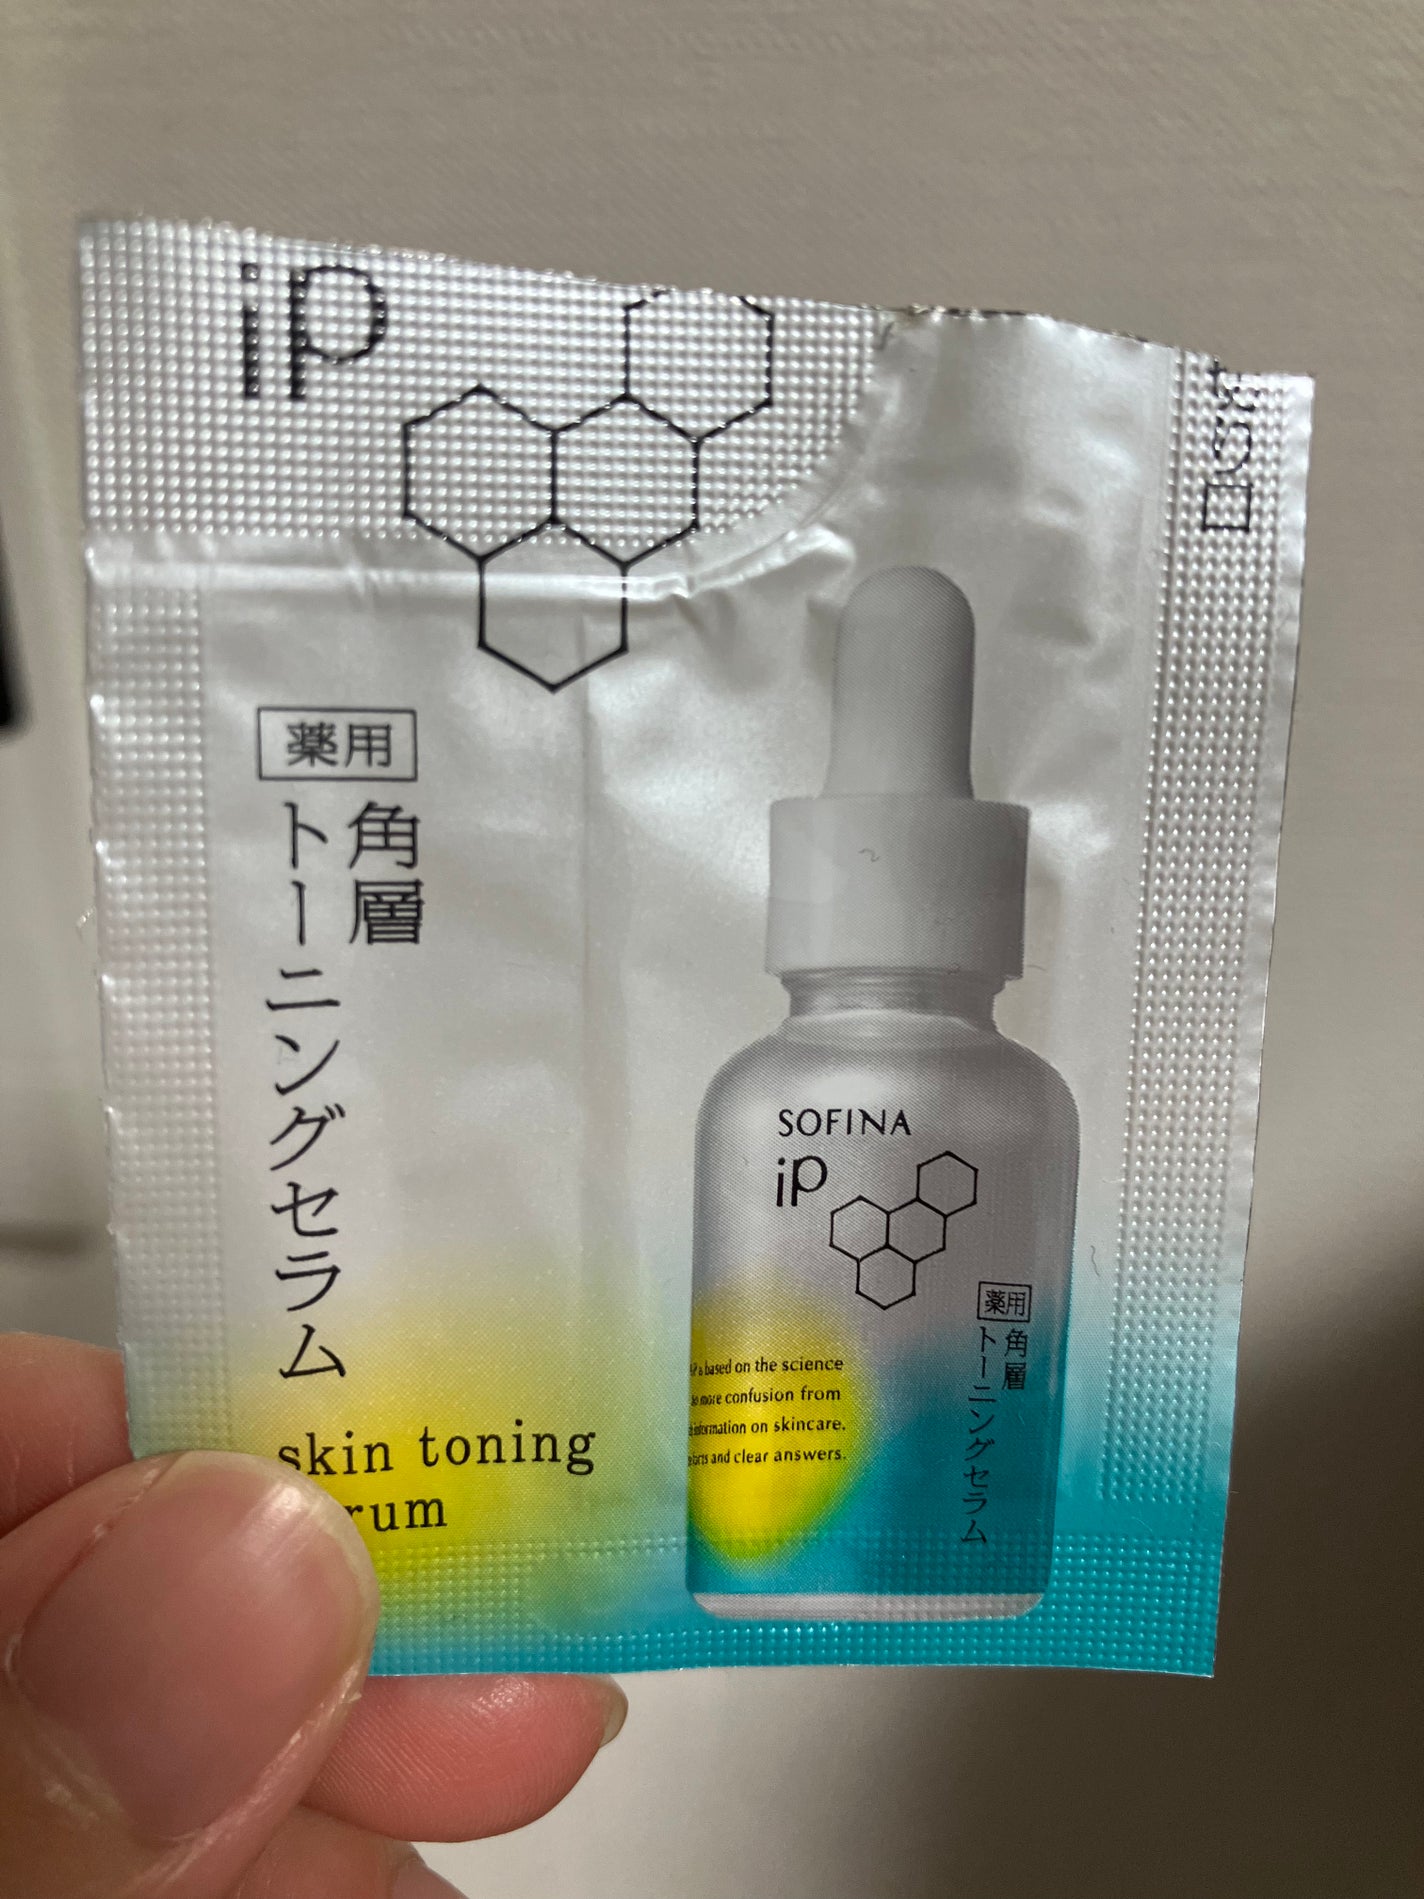 iP
薬用
角層
トーニングセラム
skin toning
SOFINA
iP
based on the science
more confusion from
information on skincare.
and clear answers.
薬用
角層
トーニングセラム